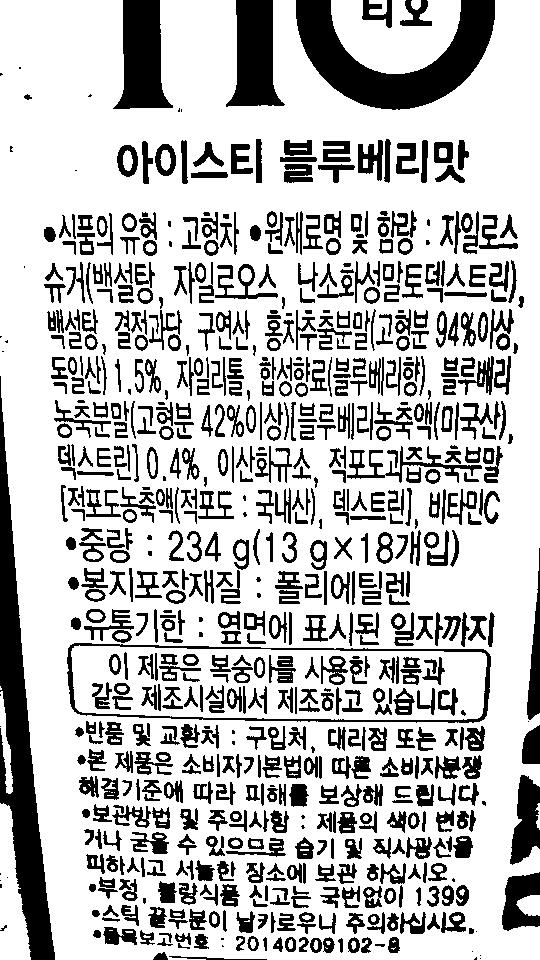 티오
아이스티 블루베리맛
•식품의 유형 : 고형차 •원재료명 및 함량 : 자일로스
슈거(백설탕, 자일로오스, 난소화성말토덱스트린),
백설탕, 결정과당, 구연산, 홍차추출분말(고형분 94%이상,
독일산) 1.5%, 자일리톨, 합성향료(블루베리향), 블루베리
농축분말(고형분 42%이상)[블루베리농축액(미국산),
덱스트린] 0.4%, 이산화규소, 적포도과즙농축분말
[적포도농축액(적포도 : 국내산), 덱스트린], 비타민C
•중량 : 234 g(13 g×18개입)
•봉지포장재질 : 폴리에틸렌
•유통기한 : 옆면에 표시된 일자까지
이 제품은 복숭아를 사용한 제품과
같은 제조시설에서 제조하고 있습니다.
•반품 및 교환처 : 구입처, 대리점 또는 지점
•본 제품은 소비자기본법에 따른 소비자분쟁
해결기준에 따라 피해를 보상해 드립니다.
•보관방법 및 주의사항 : 제품의 색이 변하
거나 굳을 수 있으므로 습기 및 직사광선을
피하시고 서늘한 장소에 보관 하십시오.
•부정, 불량식품 신고는 국번없이 1399
•스틱 끝부분이 날카로우니 주의하십시오.
•품목보고번호 : 20140209102-8